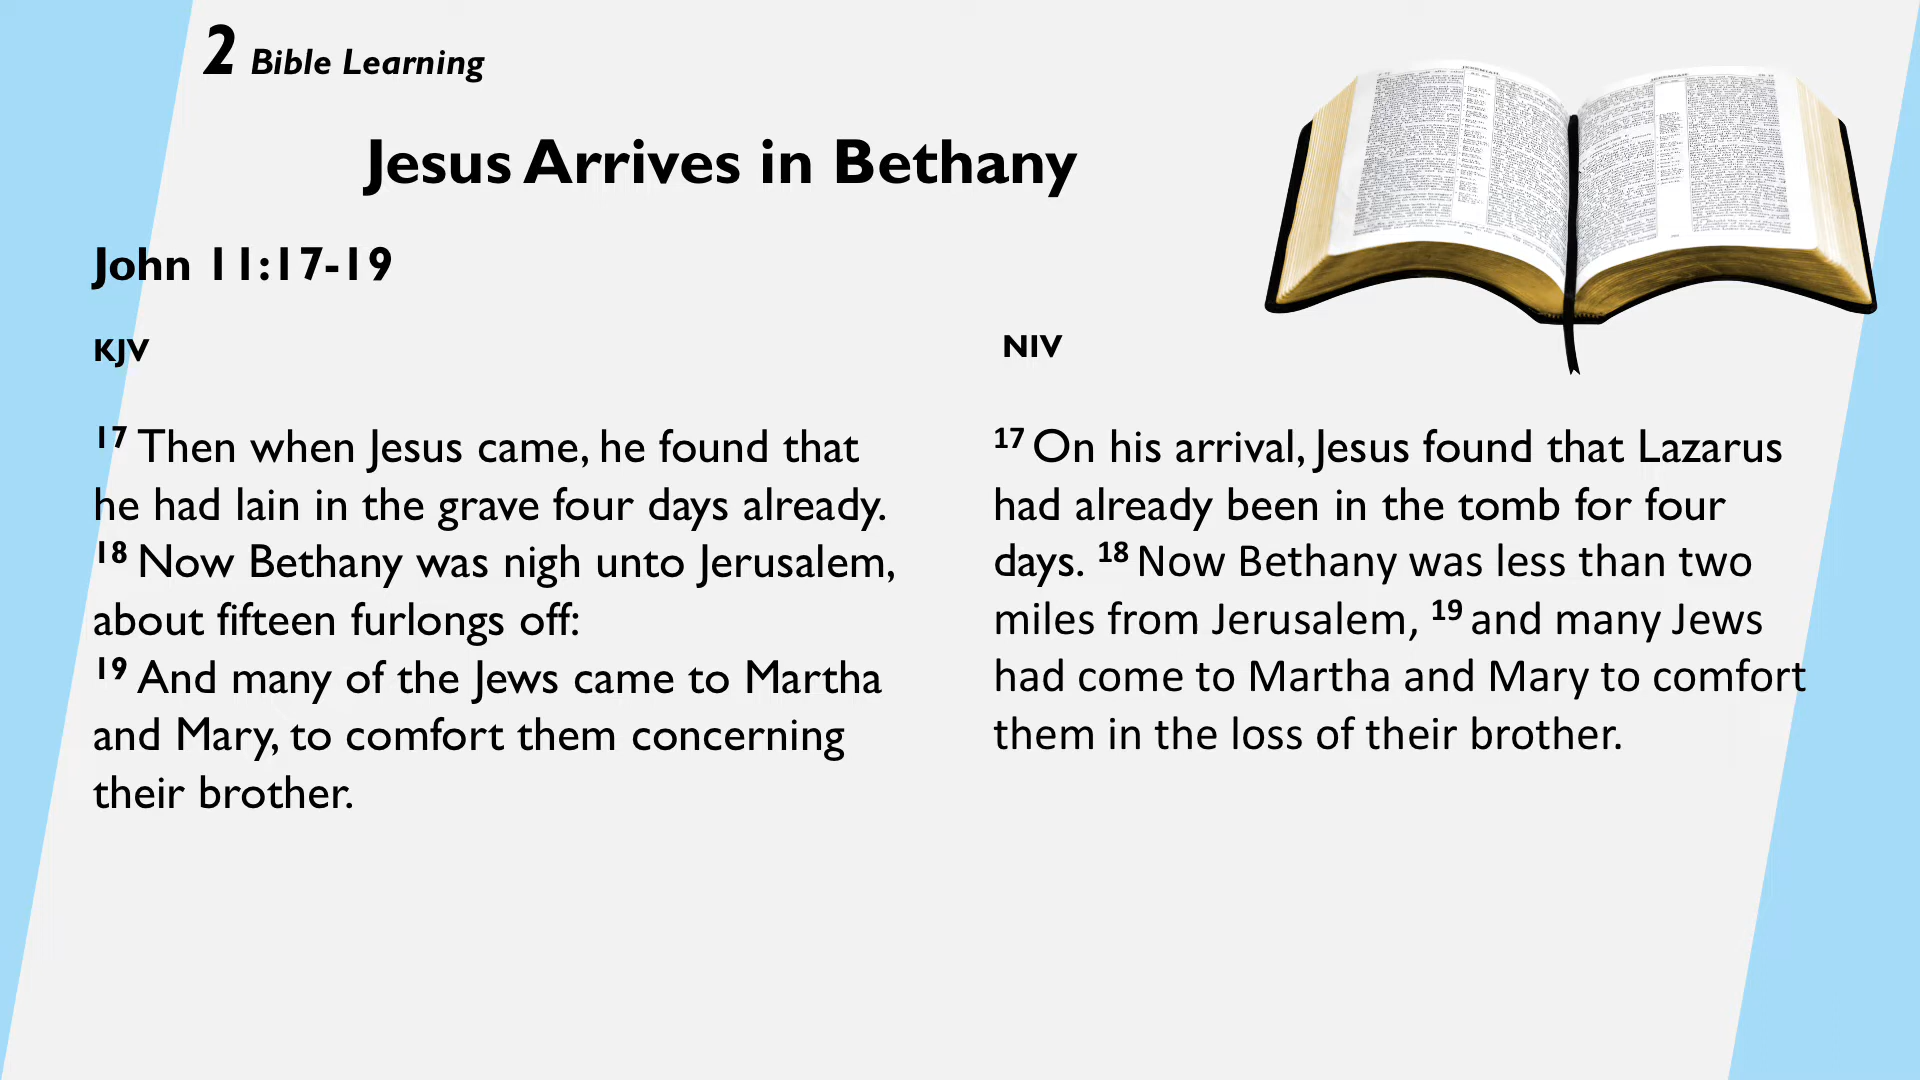 2 Bible Learning
Jesus Arrives in Bethany
John 11:17-19
KJV
17 Then when Jesus came, he found that
he had lain in the grave four days already.
18 Now Bethany was nigh unto Jerusalem,
about fifteen furlongs off:
19 And many of the Jews came to Martha
and Mary, to comfort them concerning
their brother.
NIV
17 On his arrival, Jesus found that Lazarus
had already been in the tomb for four
days. 18 Now Bethany was less than two
miles from Jerusalem, 19 and many Jews
had come to Martha and Mary to comfort
them in the loss of their brother.